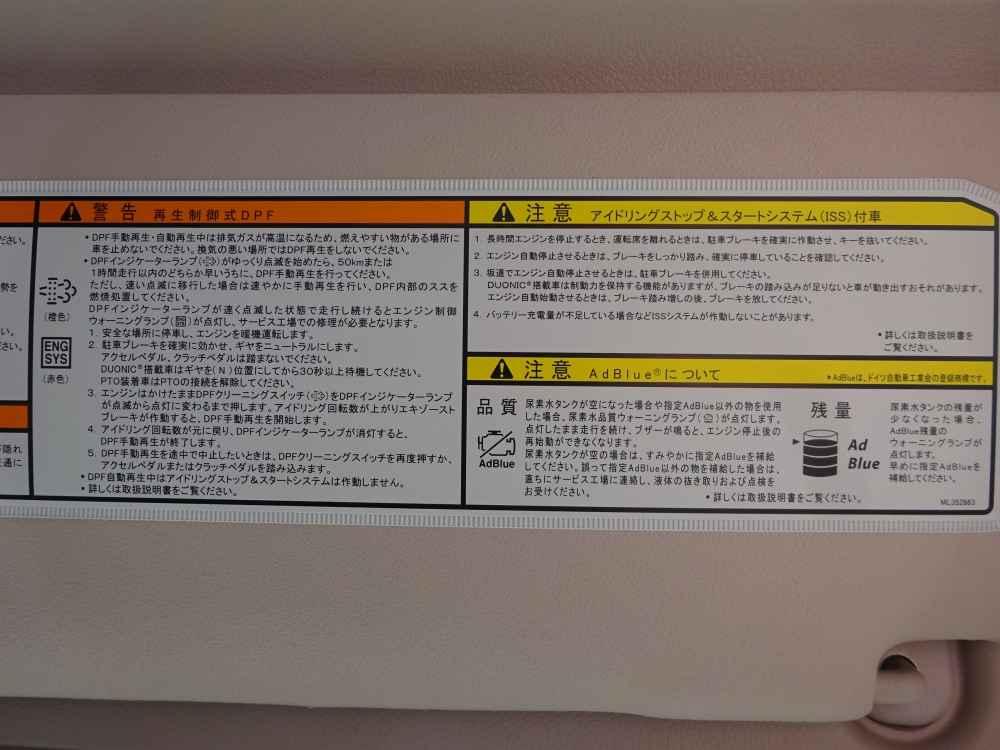 ださい。
勢を
い。
さい。
隠れ
普通に
警告 再生制御式DPF
・DPF手動再生・自動再生中は排気ガスが高温になるため、燃えやすい物がある場所に
車を止めないでください。換気の悪い場所ではDPF再生をしないでください。
・DPFインジケーターランプ()がゆっくり点滅を始めたら、50kmまたは
1時間走行以内のどちらか早いうちに、DPF手動再生を行ってください。
ただし、速い点滅に移行した場合は速やかに手動再生を行い、DPF内部のススを
燃焼処置してください。
DPFインジケーターランプが速く点滅した状態で走行し続けるとエンジン制御
ウォーニングランプ()が点灯し、サービス工場での修理が必要となります。
(橙色)
ENG
SYS
(赤色)
1. 安全な場所に停車し、エンジンを暖機運転します。
2. 駐車ブレーキを確実に効かせ、ギヤをニュートラルにします。
アクセルペダル、クラッチペダルは踏まないでください。
DUONIC®搭載車はギヤを(N)位置にしてから30秒以上待機してください。
PTO装着車はPTOの接続を解除してください。
3. エンジンはかけたままDPFクリーニングスイッチ()をDPFインジケーターランプ
が点滅から点灯に変わるまで押します。アイドリング回転数が上がりエキゾースト
ブレーキが作動すると、DPF手動再生を開始します。
4. アイドリング回転数が元に戻り、DPFインジケーターランプが消灯すると、
DPF手動再生が終了します。
5. DPF手動再生を途中で中止したいときは、DPFクリーニングスイッチを再度押すか、
アクセルペダルまたはクラッチペダルを踏み込みます。
・DPF自動再生中はアイドリングストップ&スタートシステムは作動しません。
・詳しくは取扱説明書をご覧ください。
注意 アイドリングストップ&スタートシステム(ISS)付車
1. 長時間エンジンを停止するとき、運転席を離れるときは、駐車ブレーキを確実に作動させ、キーを抜いてください。
2. エンジン自動停止させるときは、ブレーキをしっかり踏み、確実に停車していることを確認してください。
3. 坂道でエンジン自動停止させるときは、駐車ブレーキを併用してください。
DUONIC®搭載車は制動力を保持する機能がありますが、ブレーキの踏み込みが足りないと車が動き出すおそれがあります。
エンジン自動始動させるときは、ブレーキ踏み増しの後、ブレーキを放してください。
4. バッテリー充電量が不足している場合などISSシステムが作動しないことがあります。
・詳しくは取扱説明書を
ご覧ください。
注意 AdBlue®について
*AdBlueは、ドイツ自動車工業会の登録商標です。
品質
AdBlue
尿素水タンクが空になった場合や指定AdBlue以外の物を使用
した場合、尿素水品質ウォーニングランプ()が点灯します。
点灯したまま走行を続け、ブザーが鳴ると、エンジン停止後の
再始動ができなくなります。
尿素水タンクが空の場合は、すみやかに指定AdBlueを補給
してください。誤って指定AdBlue以外の物を補給した場合は、
直ちにサービス工場に連絡し、液体の抜き取りおよび点検を
お受けください。
・詳しくは取扱説明書をご覧ください。
残量
Ad
Blue
尿素水タンクの残量が
少なくなった場合、
AdBlue残量の
ウォーニングランプが
点灯します。
早めに指定AdBlueを
補給してください。
ML352863